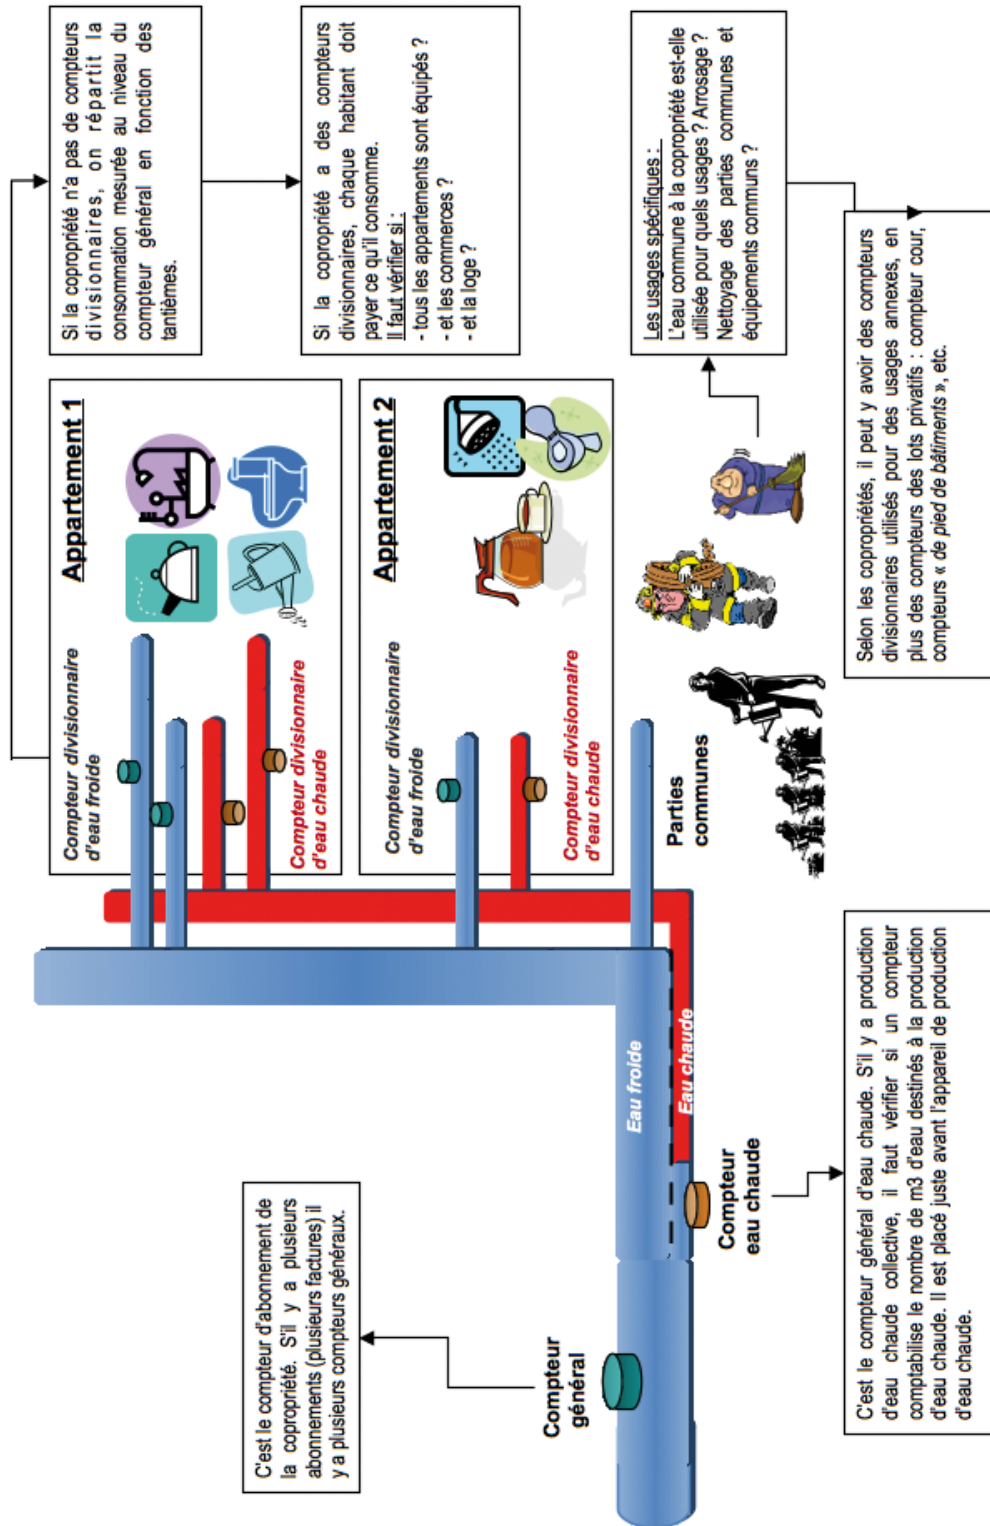 Si la copropriété n'a pas de compteurs
divisionnaires, on répartit la
consommation mesurée au niveau du
compteur général en fonction des
tantièmes.
Si la copropriété a des compteurs
divisionnaires, chaque habitant doit
payer ce qu'il consomme.
Il faut vérifier si :
- tous les appartements sont équipés ?
- et les commerces ?
- et la loge ?
Les usages spécifiques :
L'eau commune à la copropriété est-elle
utilisée pour quels usages ? Arrosage ?
Nettoyage des parties communes et
équipements communs ?
Selon les copropriétés, il peut y avoir des compteurs
divisionnaires utilisés pour des usages annexes, en
plus des compteurs des lots privatifs : compteur cour,
compteurs « de pied de bâtiments », etc.
Appartement 1
Compteur divisionnaire
d'eau froide
Compteur divisionnaire
d'eau chaude
Appartement 2
Compteur divisionnaire
d'eau froide
Compteur divisionnaire
d'eau chaude
Parties
communes
Eau froide
Eau chaude
C'est le compteur d'abonnement de
la copropriété. S'il y a plusieurs
abonnements (plusieurs factures) il
y a plusieurs compteurs généraux.
Compteur
général
Compteur
eau chaude
C'est le compteur général d'eau chaude. S'il y a production
d'eau chaude collective, il faut vérifier si un compteur
comptabilise le nombre de m3 d'eau destinés à la production
d'eau chaude. Il est placé juste avant l'appareil de production
d'eau chaude.